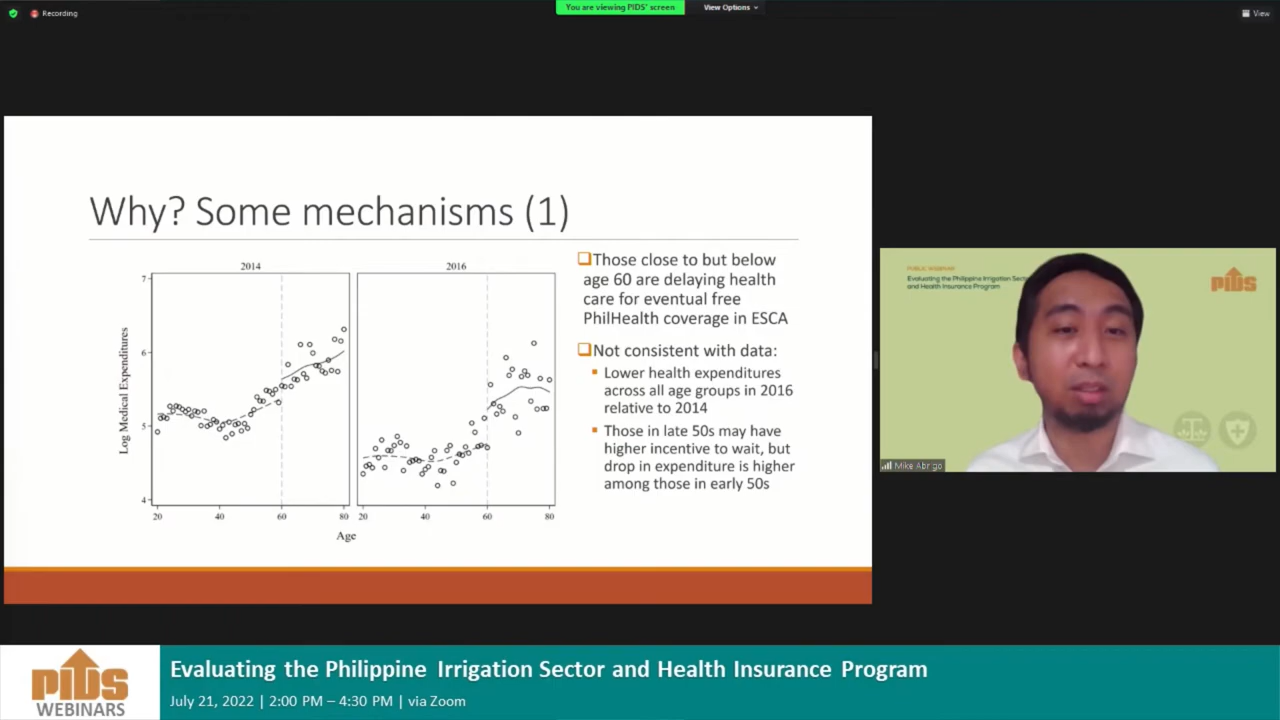 Recording
You are viewing PIDS' screen
View Options
View
Why? Some mechanisms (1)
2014
2016
7
6
5
4
Log Medical Expenditures
20
40
60
80
20
40
60
80
Age
Those close to but below
age 60 are delaying health
care for eventual free
PhilHealth coverage in ESCA
Not consistent with data:
Lower health expenditures
across all age groups in 2016
relative to 2014
Those in late 50s may have
higher incentive to wait, but
drop in expenditure is higher
among those in early 50s
PUBLIC WEBINAR
Evaluating the Philippine Irrigation Sect
and Health Insurance Program
PIDS
Mike Abrigo
PIDS
WEBINARS
Evaluating the Philippine Irrigation Sector and Health Insurance Program
July 21, 2022 | 2:00 PM – 4:30 PM | via Zoom